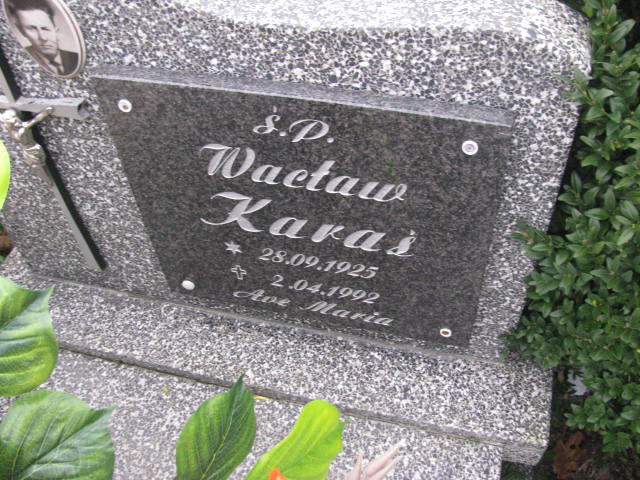 Ś.P.
Wacław
Karaś
28.09.1925
2.04.1992
Ave Maria